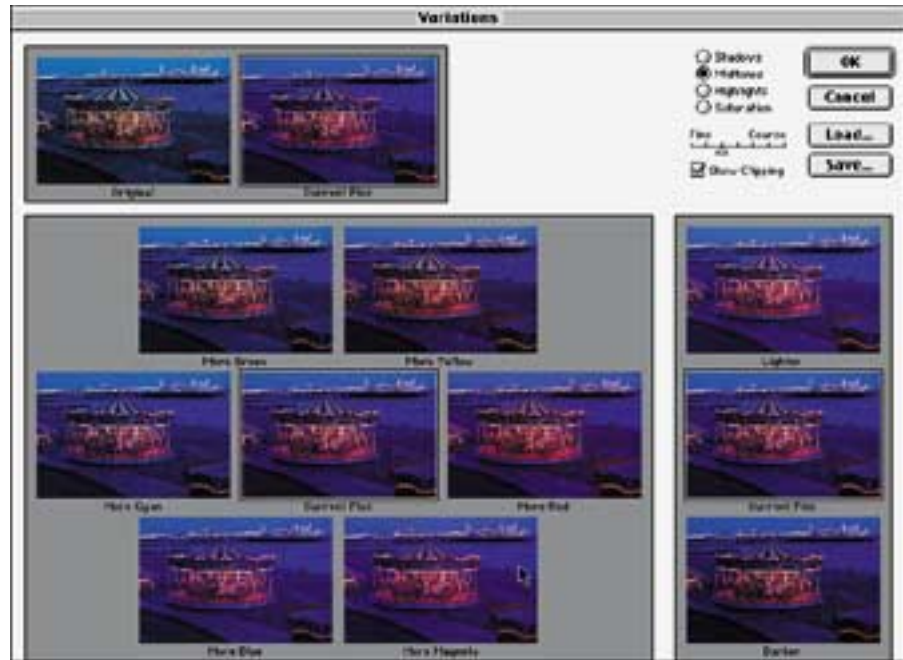 Variations
Original
Current Pick
Shadows
Midtones
Highlights
Saturation
Fine Coarse
Show Clipping
OK
Cancel
Load...
Save...
More Green
More Yellow
Lighter
More Cyan
Current Pick
More Red
Current Pick
More Blue
More Magenta
Darker